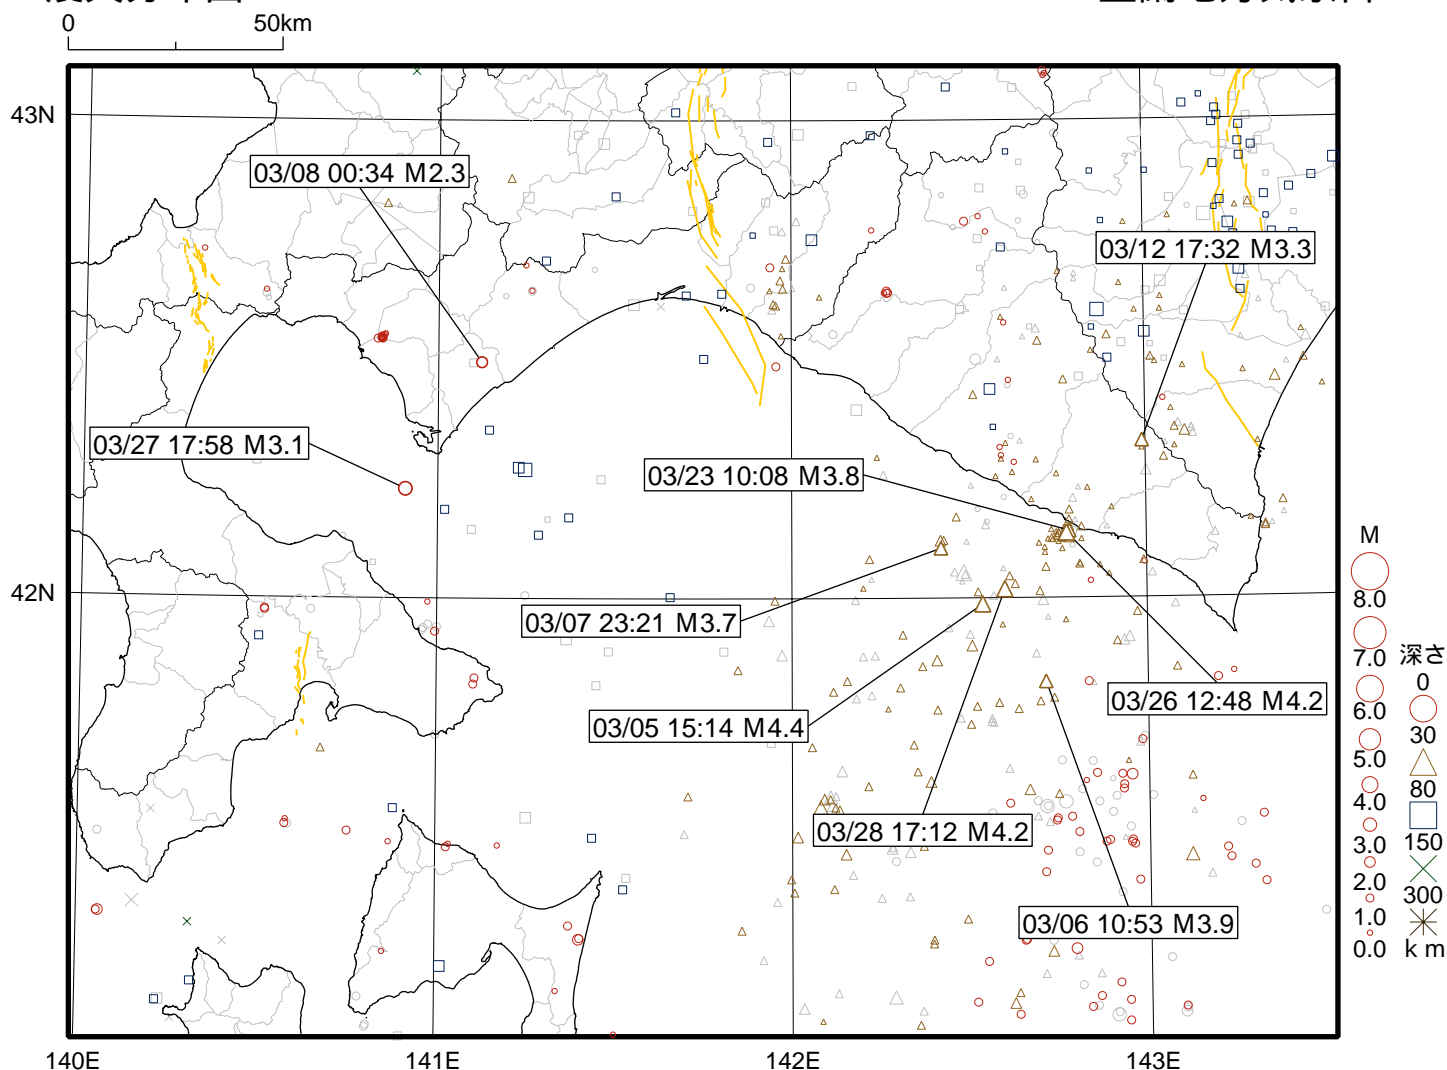 0 50km
43N
42N
03/08 00:34 M2.3
03/12 17:32 M3.3
03/27 17:58 M3.1
03/23 10:08 M3.8
03/07 23:21 M3.7
03/05 15:14 M4.4
03/26 12:48 M4.2
03/28 17:12 M4.2
03/06 10:53 M3.9
140E 141E 142E 143E
M
8.0
7.0
6.0
5.0
4.0
3.0
2.0
1.0
0.0
深さ
0
30
80
150
300
km